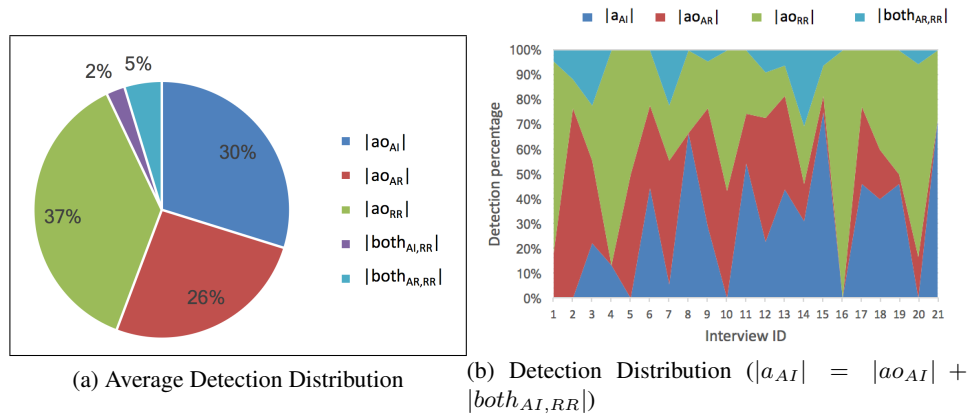 5%
2%
30%
37%
26%
|ao_AI|
|ao_AR|
|ao_RR|
|both_AI,RR|
|both_AR,RR|
(a) Average Detection Distribution
|a_AI| |ao_AR| |ao_RR| |both_AR,RR|
Detection percentage
100%
90%
80%
70%
60%
50%
40%
30%
20%
10%
0%
1 2 3 4 5 6 7 8 9 10 11 12 13 14 15 16 17 18 19 20 21
Interview ID
(b) Detection Distribution (|a_AI| = |ao_AI| +
|both_AI,RR|)